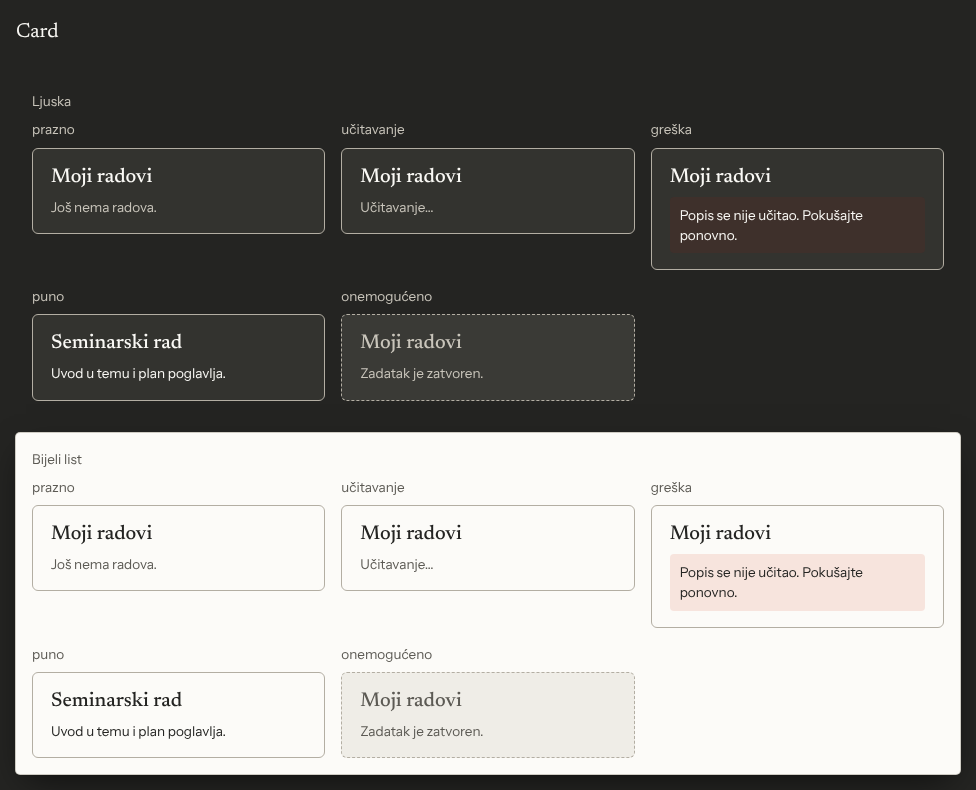 Card
Ljuska
prazno
učitavanje
greška
Moji radovi
Još nema radova.
Moji radovi
Učitavanje…
Moji radovi
Popis se nije učitao. Pokušajte
ponovno.
puno
onemogućeno
Seminarski rad
Uvod u temu i plan poglavlja.
Moji radovi
Zadatak je zatvoren.
Bijeli list
prazno
učitavanje
greška
Moji radovi
Još nema radova.
Moji radovi
Učitavanje…
Moji radovi
Popis se nije učitao. Pokušajte
ponovno.
puno
onemogućeno
Seminarski rad
Uvod u temu i plan poglavlja.
Moji radovi
Zadatak je zatvoren.